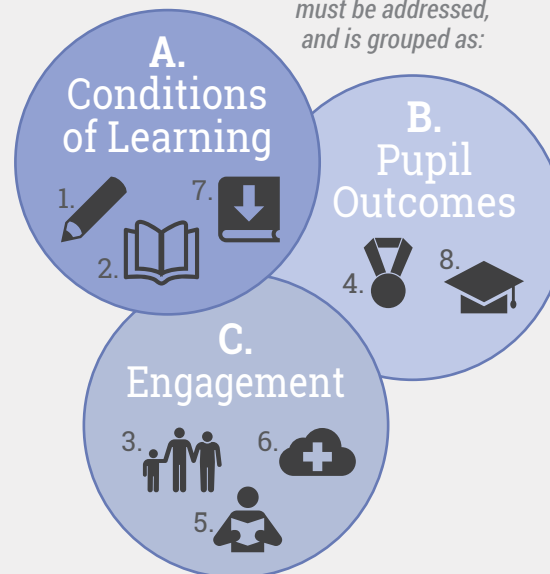 must be addressed,
and is grouped as:
A.
Conditions
of Learning
1.
7.
2.
B.
Pupil
Outcomes
4.
8.
C.
Engagement
3.
6.
5.